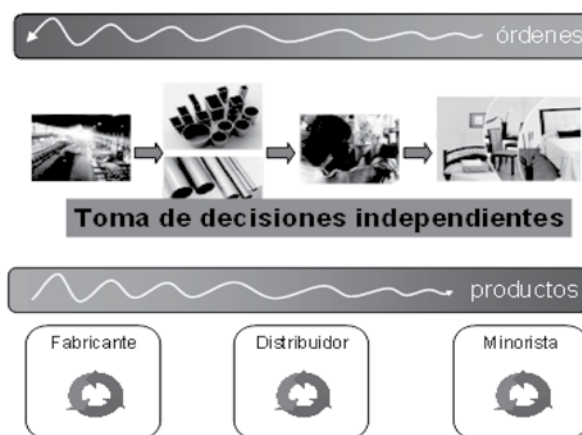 órdenes
Toma de decisiones independientes
productos
Fabricante
Distribuidor
Minorista